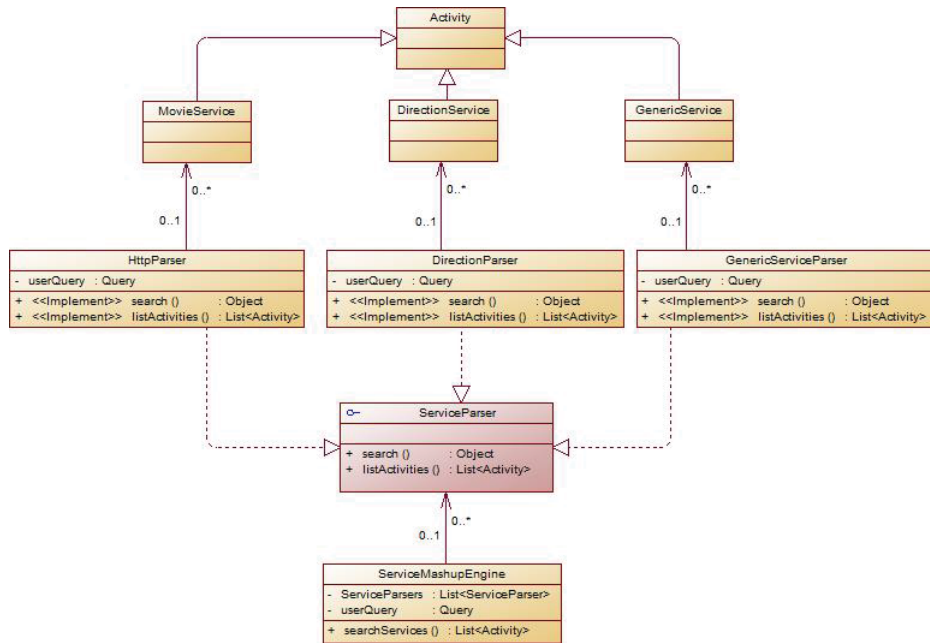 Activity
MovieService
DirectionService
GenericService
0..*
0..*
0..*
0..1
0..1
0..1
HttpParser
- userQuery : Query
+ <<Implement>> search () : Object
+ <<Implement>> listActivities () : List<Activity>
DirectionParser
- userQuery : Query
+ <<Implement>> search () : Object
+ <<Implement>> listActivities () : List<Activity>
GenericServiceParser
- userQuery : Query
+ <<Implement>> search () : Object
+ <<Implement>> listActivities () : List<Activity>
ServiceParser
+ search () : Object
+ listActivities () : List<Activity>
0..*
0..1
ServiceMashupEngine
- ServiceParsers : List<ServiceParser>
- userQuery : Query
+ searchServices () : List<Activity>